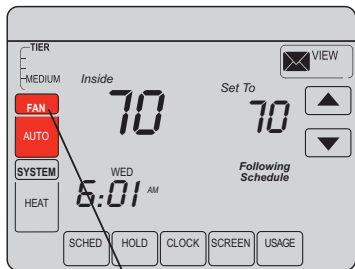 TIER
MEDIUM
FAN
AUTO
SYSTEM
HEAT
Inside
70
Set To
70
VIEW
WED
6:01 AM
Following
Schedule
SCHED HOLD CLOCK SCREEN USAGE